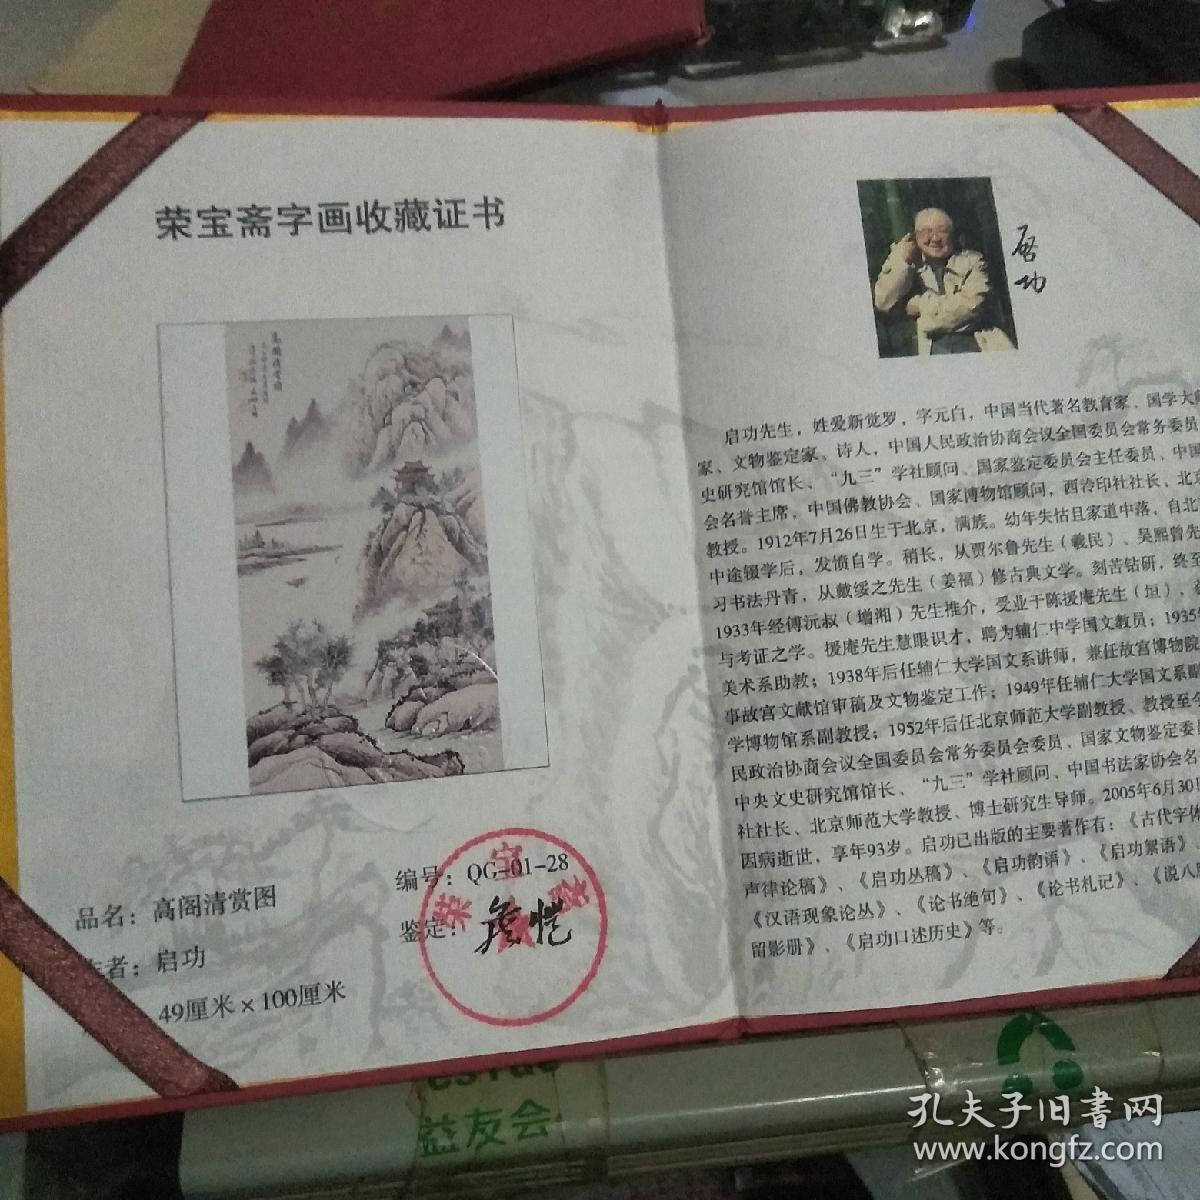 荣宝斋字画收藏证书
高阁清赏图
品名：高阁清赏图
作者：启功
49厘米×100厘米
编号：QG-01-28
鉴定：
启功
启功先生，姓爱新觉罗，字元白，中国当代著名教育家、国学大师
家、文物鉴定家、诗人，中国人民政治协商会议全国委员会常务委员
史研究馆馆长、“九三”学社顾问、国家鉴定委员会主任委员、中国
会名誉主席，中国佛教协会、国家博物馆顾问，西泠印社社长、北京
教授。1912年7月26日生于北京，满族。幼年失怙且家道中落，自北
中途辍学后，发愤自学。稍长，从贾尔鲁先生（羲民）、吴熙曾先
习书法丹青，从戴绥之先生（姜福）修古典文学。刻苦钻研，终至
1933年经傅沅叔（增湘）先生推介，受业于陈援庵先生（垣），
与考证之学。援庵先生慧眼识才，聘为辅仁中学国文教员；1935年
美术系助教；1938年后任辅仁大学国文系讲师，兼任故宫博物院
事故宫文献馆审稿及文物鉴定工作；1949年任辅仁大学国文系副
学博物馆系副教授；1952年后任北京师范大学副教授、教授至今
民政治协商会议全国委员会常务委员会委员、国家文物鉴定委员
中央文史研究馆馆长、“九三”学社顾问、中国书法家协会名
社社长、北京师范大学教授、博士研究生导师。2005年6月30日
因病逝世，享年93岁。启功已出版的主要著作有：《古代字体
声律论稿》、《启功丛稿》、《启功韵语》、《启功絮语》、
《汉语现象论丛》、《论书绝句》、《论书札记》、《说八股
留影册》、《启功口述历史》等。
益友会
孔夫子旧书网
www.kongfz.com